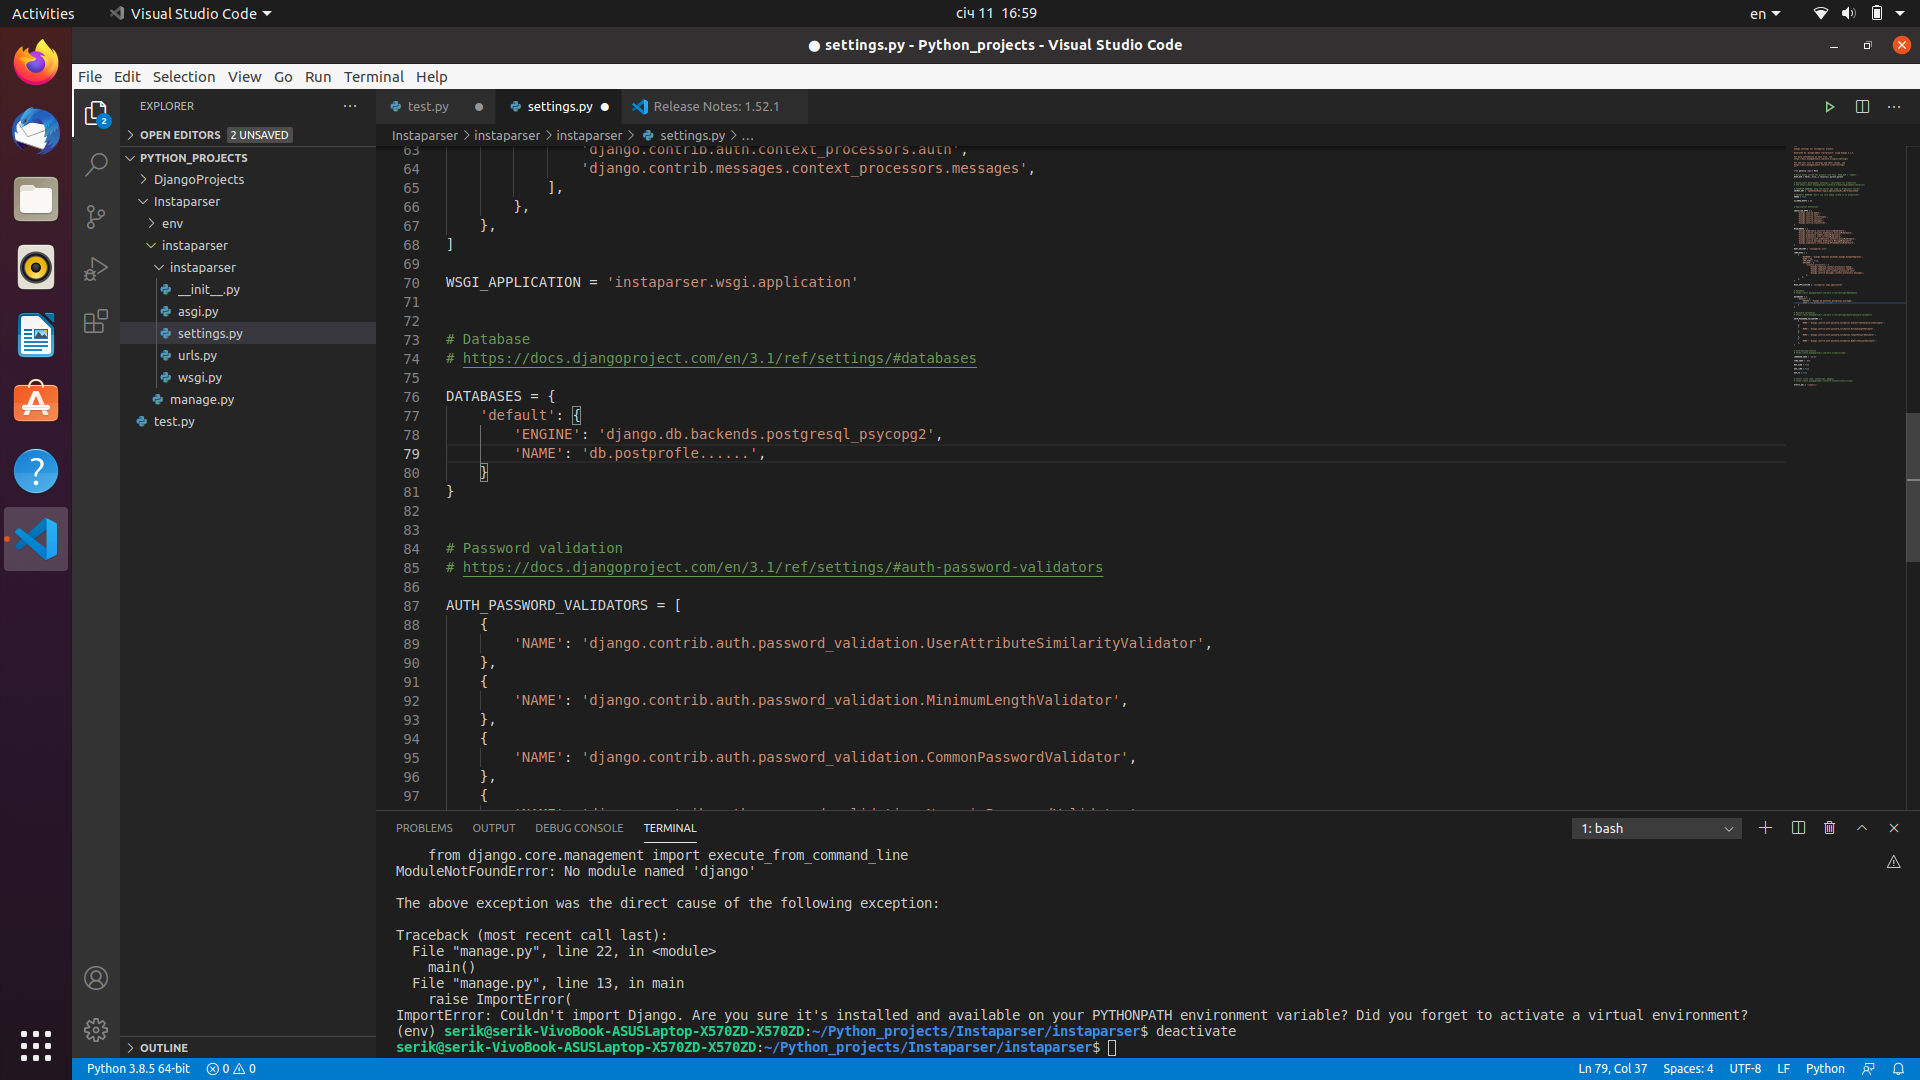 Activities Visual Studio Code січ 11 16:59 en
● settings.py - Python_projects - Visual Studio Code
File Edit Selection View Go Run Terminal Help
EXPLORER ... test.py settings.py Release Notes: 1.52.1 ...
OPEN EDITORS 2 UNSAVED
Instaparser > instaparser > instaparser > settings.py > ...
PYTHON_PROJECTS
DjangoProjects
Instaparser
env
instaparser
instaparser
__init__.py
asgi.py
settings.py
urls.py
wsgi.py
manage.py
test.py
OUTLINE
2
63 'django.contrib.auth.context_processors.auth',
64 'django.contrib.messages.context_processors.messages',
65 ],
66 },
67 },
68 ]
69
70 WSGI_APPLICATION = 'instaparser.wsgi.application'
71
72
73 # Database
74 # https://docs.djangoproject.com/en/3.1/ref/settings/#databases
75
76 DATABASES = {
77 'default': {
78 'ENGINE': 'django.db.backends.postgresql_psycopg2',
79 'NAME': 'db.postprofle......',
80 }
81 }
82
83
84 # Password validation
85 # https://docs.djangoproject.com/en/3.1/ref/settings/#auth-password-validators
86
87 AUTH_PASSWORD_VALIDATORS = [
88 {
89 'NAME': 'django.contrib.auth.password_validation.UserAttributeSimilarityValidator',
90 },
91 {
92 'NAME': 'django.contrib.auth.password_validation.MinimumLengthValidator',
93 },
94 {
95 'NAME': 'django.contrib.auth.password_validation.CommonPasswordValidator',
96 },
97 {
PROBLEMS OUTPUT DEBUG CONSOLE TERMINAL 1: bash
from django.core.management import execute_from_command_line
ModuleNotFoundError: No module named 'django'
The above exception was the direct cause of the following exception:
Traceback (most recent call last):
File "manage.py", line 22, in <module>
main()
File "manage.py", line 13, in main
raise ImportError(
ImportError: Couldn't import Django. Are you sure it's installed and available on your PYTHONPATH environment variable? Did you forget to activate a virtual environment?
(env) serik@serik-VivoBook-ASUSLaptop-X570ZD-X570ZD:~/Python_projects/Instaparser/instaparser$ deactivate
serik@serik-VivoBook-ASUSLaptop-X570ZD-X570ZD:~/Python_projects/Instaparser/instaparser$
Python 3.8.5 64-bit 0 0 Ln 79, Col 37 Spaces: 4 UTF-8 LF Python